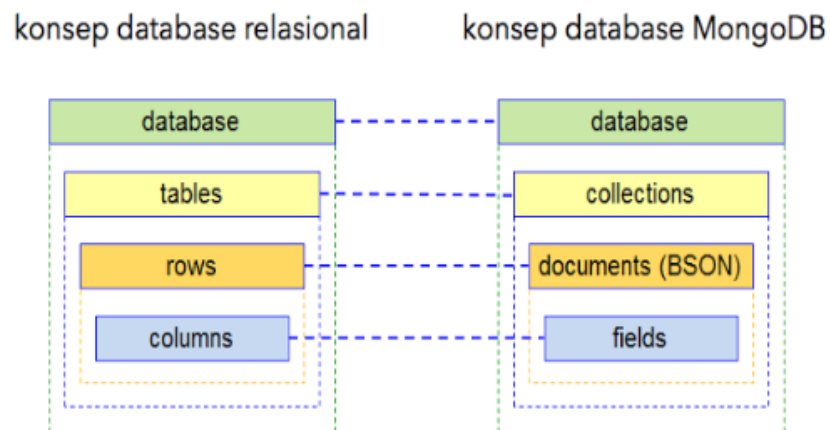 konsep database relasional
konsep database MongoDB
database
database
tables
collections
rows
documents (BSON)
columns
fields